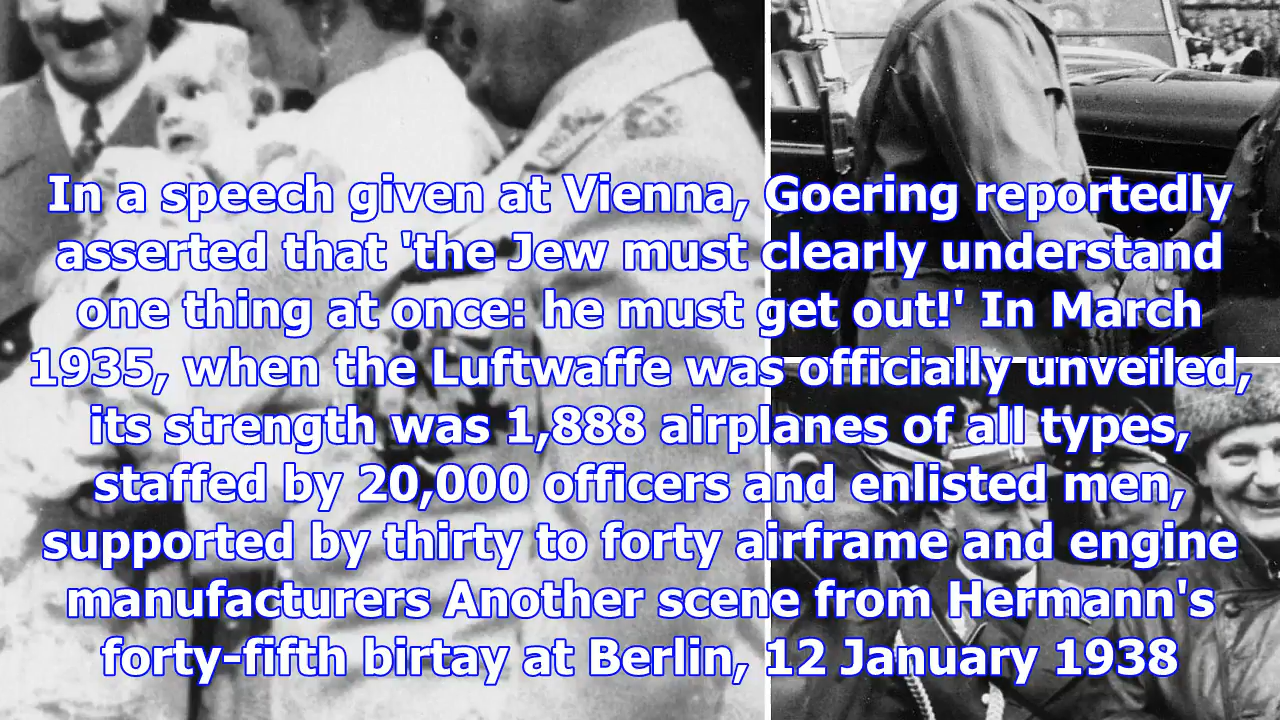 In a speech given at Vienna, Goering reportedly
asserted that 'the Jew must clearly understand
one thing at once: he must get out!' In March
1935, when the Luftwaffe was officially unveiled,
its strength was 1,888 airplanes of all types,
staffed by 20,000 officers and enlisted men,
supported by thirty to forty airframe and engine
manufacturers Another scene from Hermann's
forty-fifth birtay at Berlin, 12 January 1938